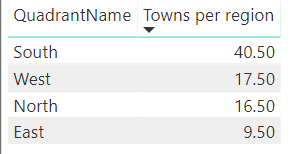 QuadrantName Towns per region
South 40.50
West 17.50
North 16.50
East 9.50